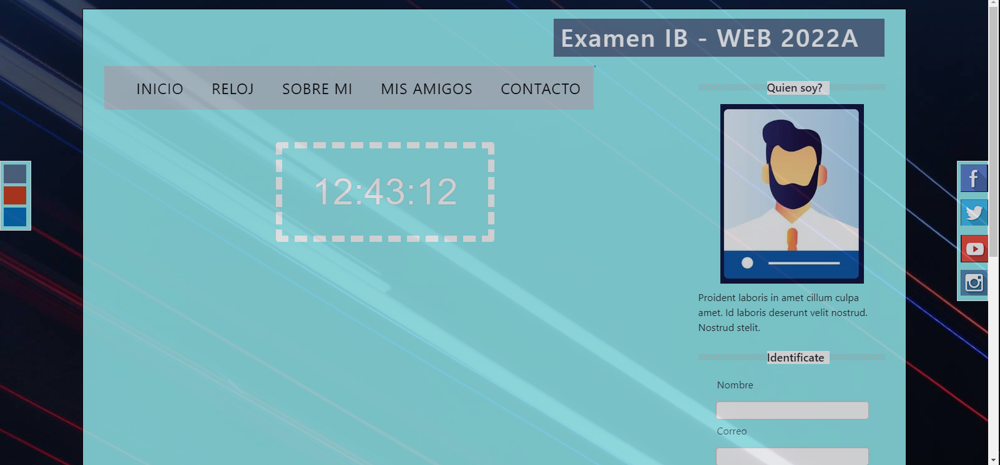 Examen IB - WEB 2022A
INICIO RELOJ SOBRE MI MIS AMIGOS CONTACTO
12:43:12
Quien soy?
Proident laboris in amet cillum culpa
amet. Id laboris deserunt velit nostrud.
Nostrud stelit.
Identificate
Nombre
Correo